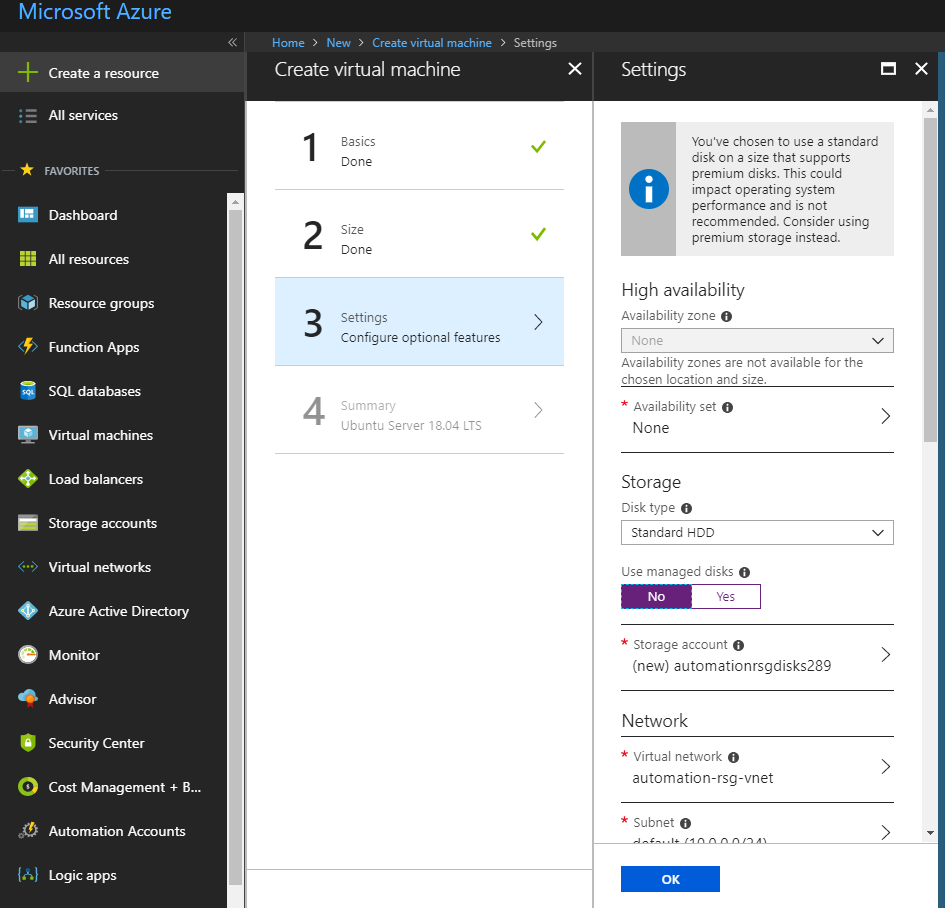 Microsoft Azure
Home > New > Create virtual machine > Settings
Create a resource
All services
FAVORITES
Dashboard
All resources
Resource groups
Function Apps
SQL databases
Virtual machines
Load balancers
Storage accounts
Virtual networks
Azure Active Directory
Monitor
Advisor
Security Center
Cost Management + B...
Automation Accounts
Logic apps
Create virtual machine
1
Basics
Done
2
Size
Done
3
Settings
Configure optional features
4
Summary
Ubuntu Server 18.04 LTS
Settings
You've chosen to use a standard
disk on a size that supports
premium disks. This could
impact operating system
performance and is not
recommended. Consider using
premium storage instead.
High availability
Availability zone
None
Availability zones are not available for the
chosen location and size.
* Availability set
None
Storage
Disk type
Standard HDD
Use managed disks
No Yes
* Storage account
(new) automationrsgdisks289
Network
* Virtual network
automation-rsg-vnet
* Subnet
default (10.0.0.0/24)
OK